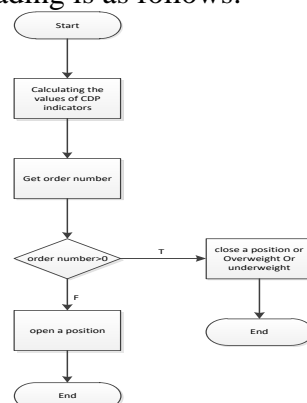 ading is as follows:
Start
Calculating the
values of CDP
indicators
Get order number
order number>0
T
close a position or
Overweight Or
underweight
F
End
open a position
End